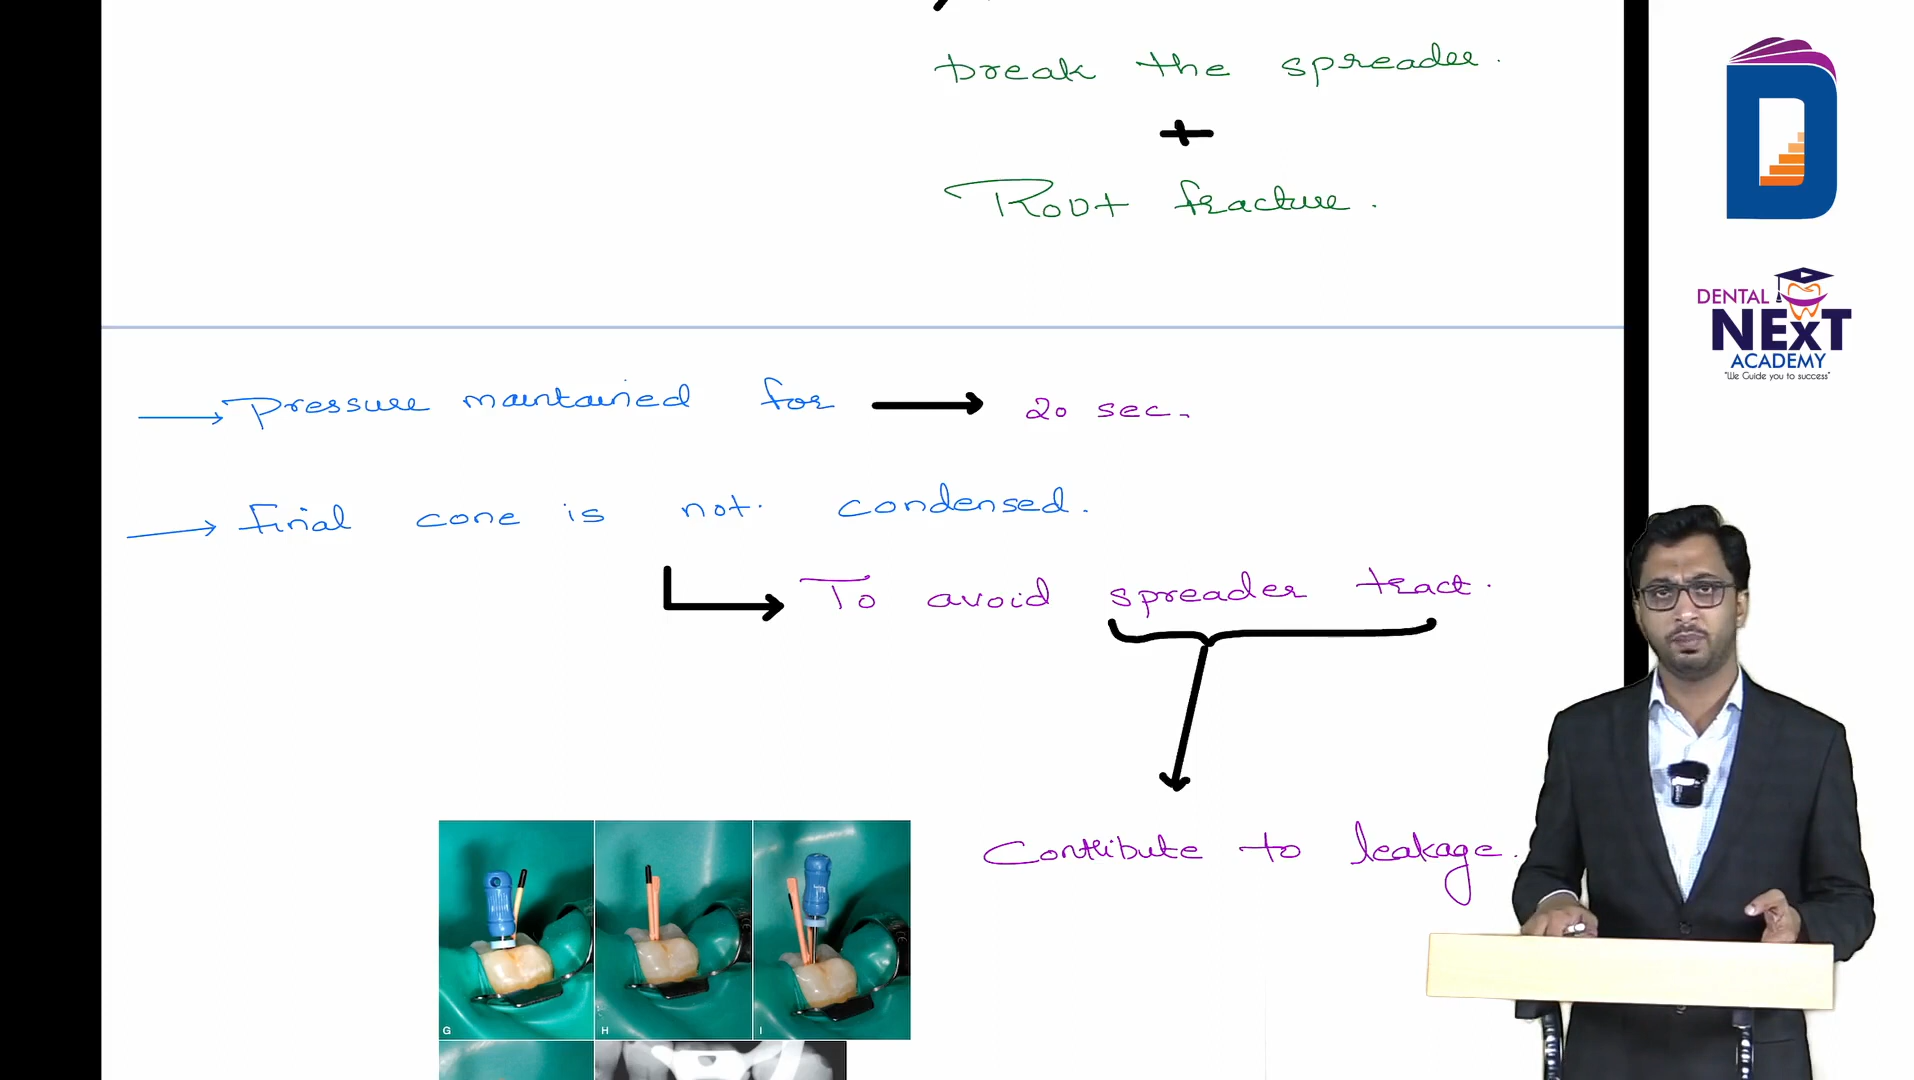 break the spreader.
+
Root fracture.
DENTAL
NExT
ACADEMY
"We Guide you to success"
→ Pressure maintained for → 20 sec.
→ Final cone is not condensed.
→ To avoid spreader tract.
Contribute to leakage.
G H I